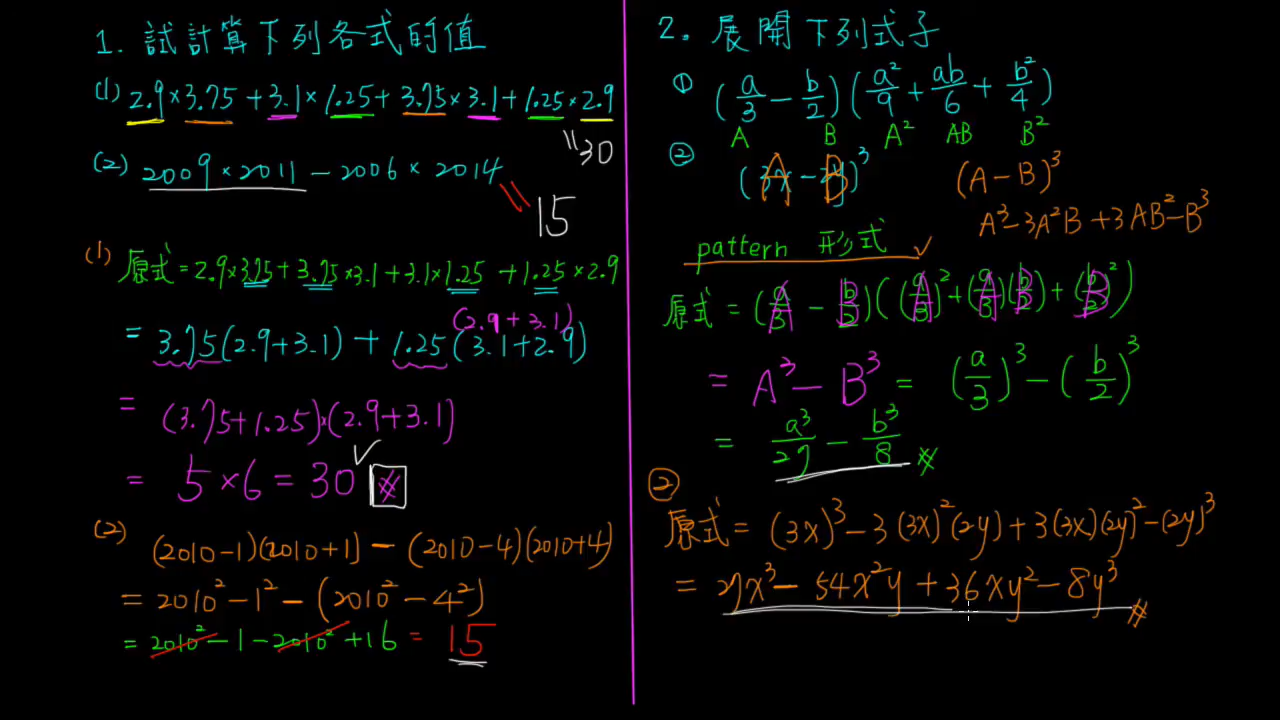 1. 試計算下列各式的值
(1) 2.9×3.75+3.1×1.25+3.75×3.1+1.25×2.9
=30
(2) 2009×2011-2006×2014
=15
(1) 原式=2.9×3.75+3.75×3.1+3.1×1.25+1.25×2.9
(2.9+3.1)
=3.75(2.9+3.1)+1.25(3.1+2.9)
=(3.75+1.25)×(2.9+3.1)
=5×6=30
(2) (2010-1)(2010+1)-(2010-4)(2010+4)
=2010²-1²-(2010²-4²)
=2010²-1-2010²+16=15
2. 展開下列式子
① (a/3-b/2)(a²/9+ab/6+b²/4)
A B A² AB B²
② (3x-2y)³ (A-B)³
A B
A³-3A²B+3AB²-B³
pattern 形式
原式=(a/3-b/2)((a/3)²+(a/3)(b/2)+(b/2)²)
A B A A B B
=A³-B³=(a/3)³-(b/2)³
=a³/27-b³/8
②
原式=(3x)³-3(3x)²(2y)+3(3x)(2y)²-(2y)³
=27x³-54x²y+36xy²-8y³